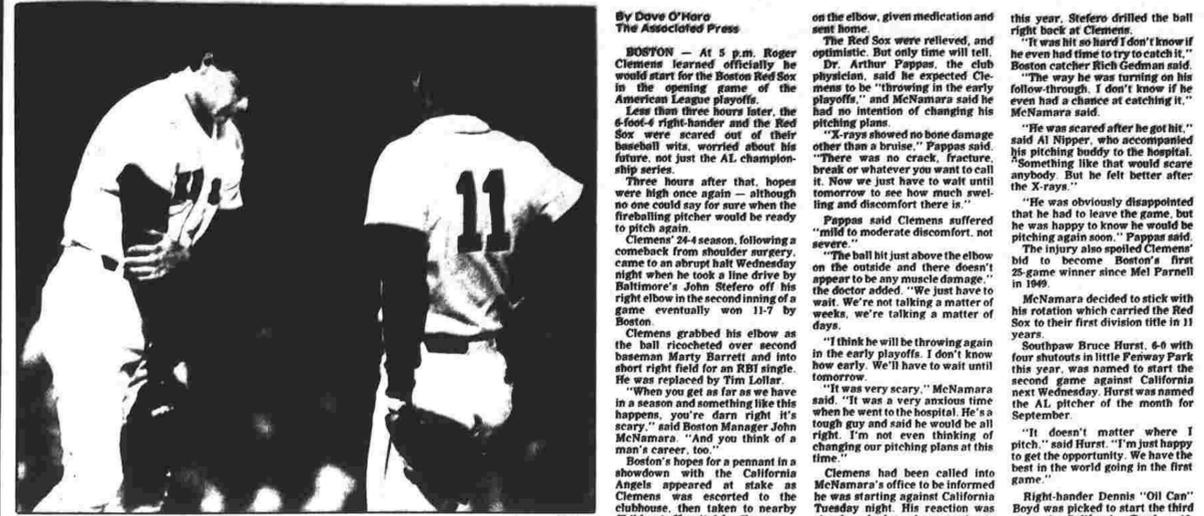 11
By Dave O'Hara
The Associated Press
BOSTON — At 5 p.m. Roger
Clemens learned officially he
would start for the Boston Red Sox
in the opening game of the
American League playoffs.
Less than three hours later, the
6-foot-4 right-hander and the Red
Sox were scared out of their
baseball wits, worried about his
future, not just the AL champion-
ship series.
Three hours after that, hopes
were high once again — although
no one could say for sure when the
fireballing pitcher would be ready
to pitch again.
Clemens' 24-4 season, following a
comeback from shoulder surgery,
came to an abrupt halt Wednesday
night when he took a line drive by
Baltimore's John Stefero off his
right elbow in the second inning of a
game eventually won 11-7 by
Boston.
Clemens grabbed his elbow as
the ball ricocheted over second
baseman Marty Barrett and into
short right field for an RBI single.
He was replaced by Tim Lollar.
"When you get as far as we have
in a season and something like this
happens, you're darn right it's
scary," said Boston Manager John
McNamara. "And you think of a
man's career, too."
Boston's hopes for a pennant in a
showdown with the California
Angels appeared at stake as
Clemens was escorted to the
clubhouse, then taken to nearby
on the elbow, given medication and
sent home.
The Red Sox were relieved, and
optimistic. But only time will tell.
Dr. Arthur Pappas, the club
physician, said he expected Cle-
mens to be "throwing in the early
playoffs," and McNamara said he
had no intention of changing his
pitching plans.
"X-rays showed no bone damage
other than a bruise," Pappas said.
"There was no crack, fracture,
break or whatever you want to call
it. Now we just have to wait until
tomorrow to see how much swel-
ling and discomfort there is."
Pappas said Clemens suffered
"mild to moderate discomfort, not
severe."
"The ball hit just above the elbow
on the outside and there doesn't
appear to be any muscle damage,"
the doctor added. "We just have to
wait. We're not talking a matter of
weeks, we're talking a matter of
days.
"I think he will be throwing again
in the early playoffs. I don't know
how early. We'll have to wait until
tomorrow.
"It was very scary," McNamara
said. "It was a very anxious time
when he went to the hospital. He's a
tough guy and said he would be all
right. I'm not even thinking of
changing our pitching plans at this
time."
Clemens had been called into
McNamara's office to be informed
he was starting against California
Tuesday night. His reaction was
this year, Stefero drilled the ball
right back at Clemens.
"It was hit so hard I don't know if
he even had time to try to catch it,"
Boston catcher Rich Gedman said.
"The way he was turning on his
follow-through, I don't know if he
even had a chance at catching it,"
McNamara said.
"He was scared after he got hit,"
said Al Nipper, who accompanied
his pitching buddy to the hospital.
"Something like that would scare
anybody. But he felt better after
the X-rays."
"He was obviously disappointed
that he had to leave the game, but
he was happy to know he would be
pitching again soon," Pappas said.
The injury also spoiled Clemens'
bid to become Boston's first
25-game winner since Mel Parnell
in 1949.
McNamara decided to stick with
his rotation which carried the Red
Sox to their first division title in 11
years.
Southpaw Bruce Hurst, 6-0 with
four shutouts in little Fenway Park
this year, was named to start the
second game against California
next Wednesday. Hurst was named
the AL pitcher of the month for
September.
"It doesn't matter where I
pitch," said Hurst. "I'm just happy
to get the opportunity. We have the
best in the world going in the first
game."
Right-hander Dennis "Oil Can"
Boyd was picked to start the third